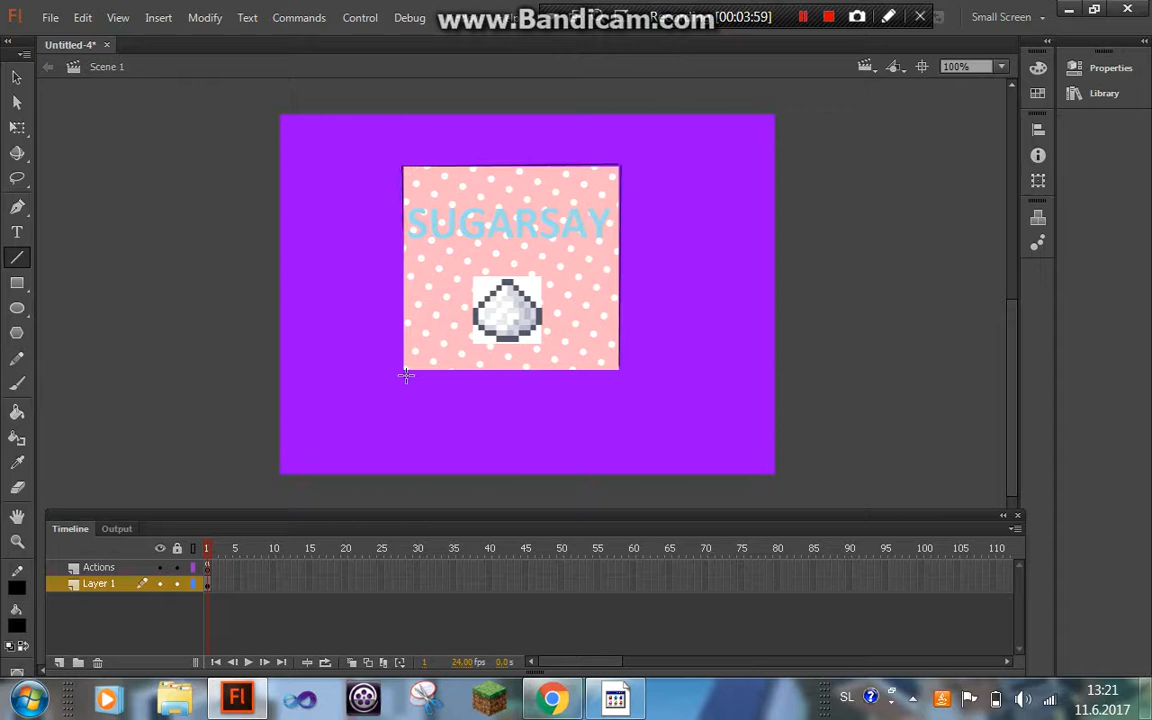 Fl File Edit View Insert Modify Text Commands Control Debug
www.Bandicam.com
Recording [00:03:59]
Small Screen
Untitled-4*
Scene 1
100%
Properties
Library
SUGARSAY
T
Timeline Output
1 5 10 15 20 25 30 35 40 45 50 55 60 65 70 75 80 85 90 95 100 105 110
Actions
Layer 1
1 24.00 fps 0.0 s
Fl
SL
13:21
11.6.2017